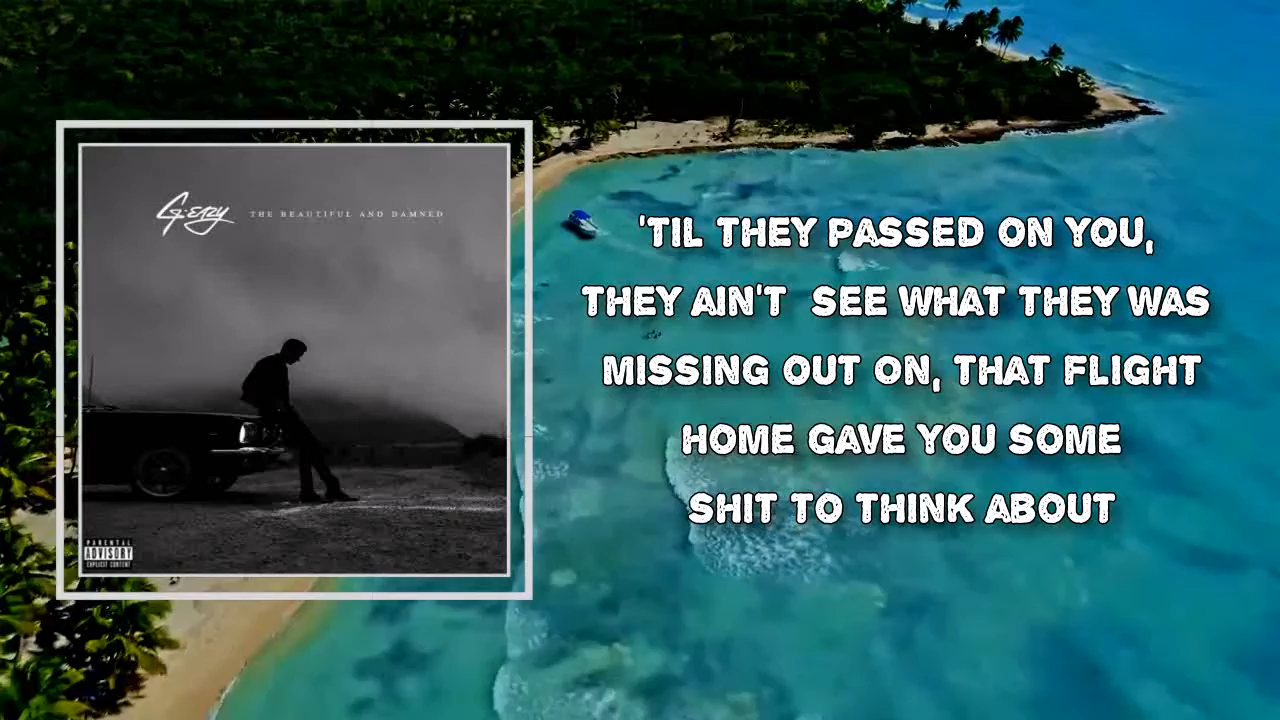 G-Eazy THE BEAUTIFUL AND DAMNED
'TIL THEY PASSED ON YOU,
THEY AIN'T SEE WHAT THEY WAS
MISSING OUT ON, THAT FLIGHT
HOME GAVE YOU SOME
SHIT TO THINK ABOUT
PARENTAL
ADVISORY
EXPLICIT CONTENT